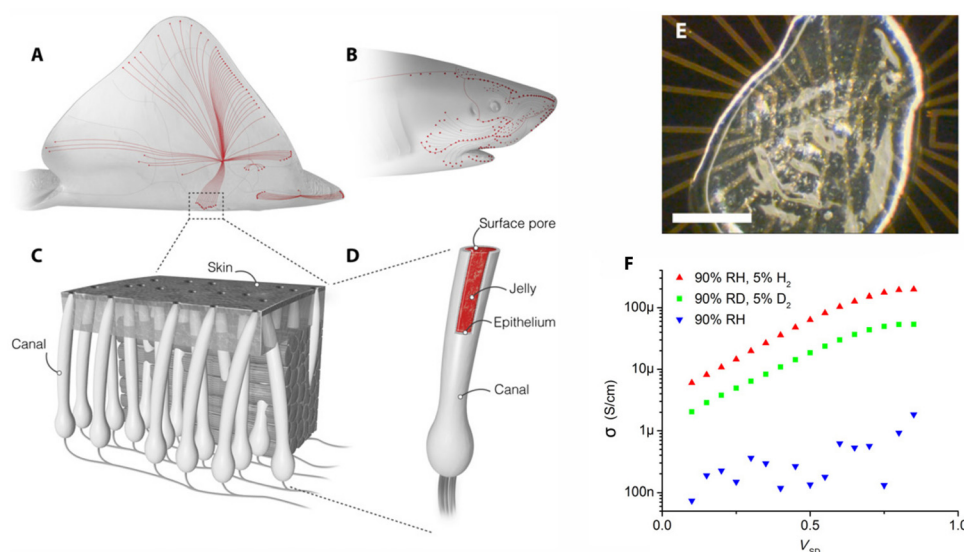 A
B
E
C
D
Skin
Canal
Surface pore
Jelly
Epithelium
Canal
F
90% RH, 5% H₂
90% RD, 5% D₂
90% RH
100µ
10µ
1µ
100n
σ (S/cm)
0.0
0.5
1.0
V_SD